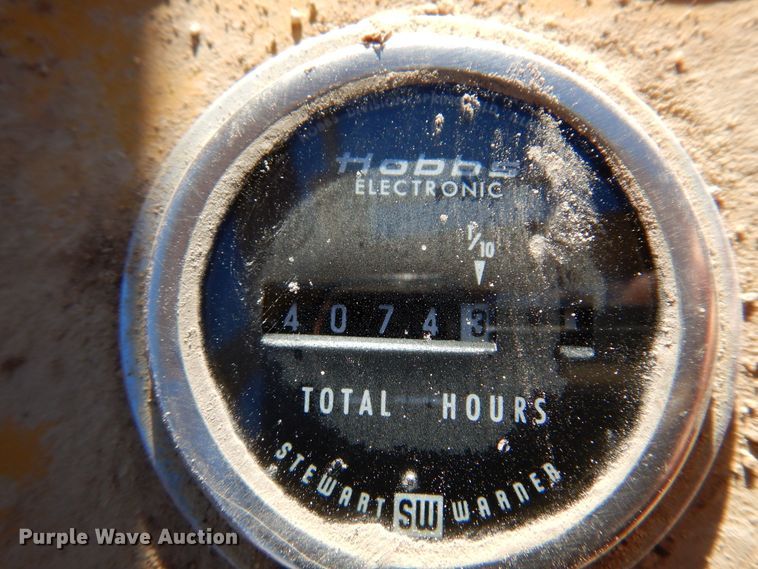 Hobbs
ELECTRONIC
1/10
40743
TOTAL HOURS
STEWART SW WARNER
Purple Wave Auction